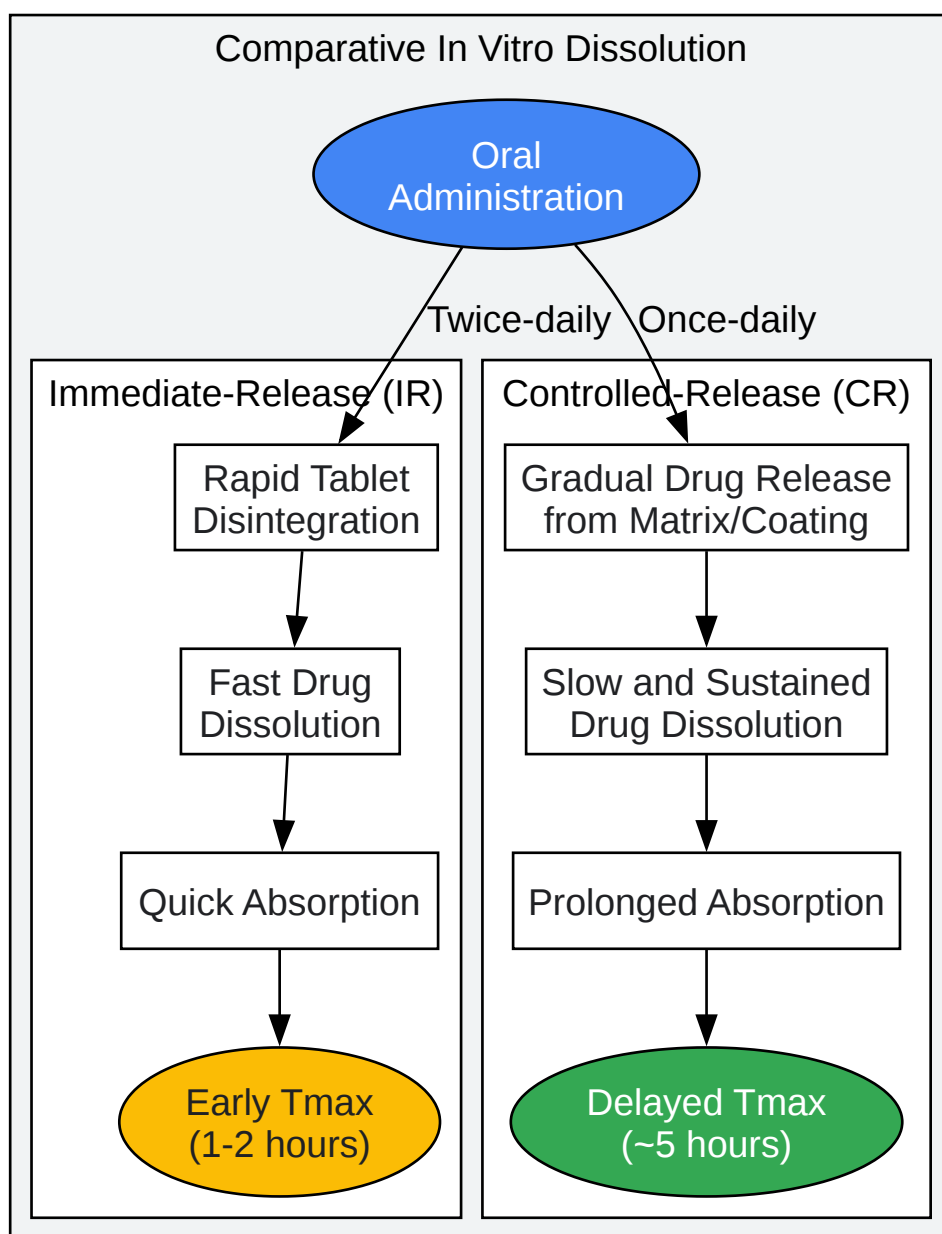 Comparative In Vitro Dissolution
Oral
Administration
Twice-daily
Once-daily
Immediate-Release (IR)
Rapid Tablet
Disintegration
Fast Drug
Dissolution
Quick Absorption
Early Tmax
(1-2 hours)
Controlled-Release (CR)
Gradual Drug Release
from Matrix/Coating
Slow and Sustained
Drug Dissolution
Prolonged Absorption
Delayed Tmax
(~5 hours)